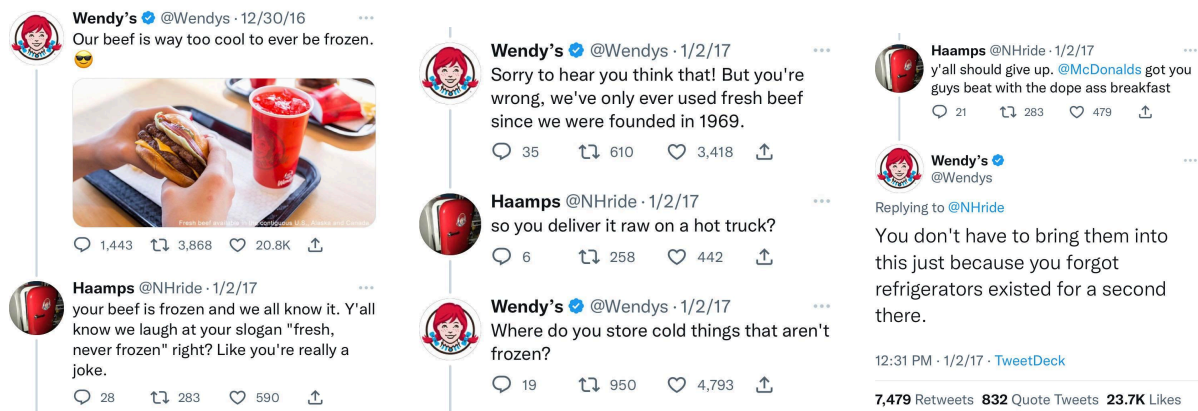 Wendy's @Wendys · 12/30/16
Our beef is way too cool to ever be frozen.
😎
Fresh beef available in the contiguous U.S., Alaska and Canada.
1,443 3,868 20.8K
Haamps @NHride · 1/2/17
your beef is frozen and we all know it. Y'all
know we laugh at your slogan "fresh,
never frozen" right? Like you're really a
joke.
28 283 590
Wendy's @Wendys · 1/2/17
Sorry to hear you think that! But you're
wrong, we've only ever used fresh beef
since we were founded in 1969.
35 610 3,418
Haamps @NHride · 1/2/17
so you deliver it raw on a hot truck?
6 258 442
Wendy's @Wendys · 1/2/17
Where do you store cold things that aren't
frozen?
19 950 4,793
Haamps @NHride · 1/2/17
y'all should give up. @McDonalds got you
guys beat with the dope ass breakfast
21 283 479
Wendy's
@Wendys
Replying to @NHride
You don't have to bring them into
this just because you forgot
refrigerators existed for a second
there.
12:31 PM · 1/2/17 · TweetDeck
7,479 Retweets 832 Quote Tweets 23.7K Likes